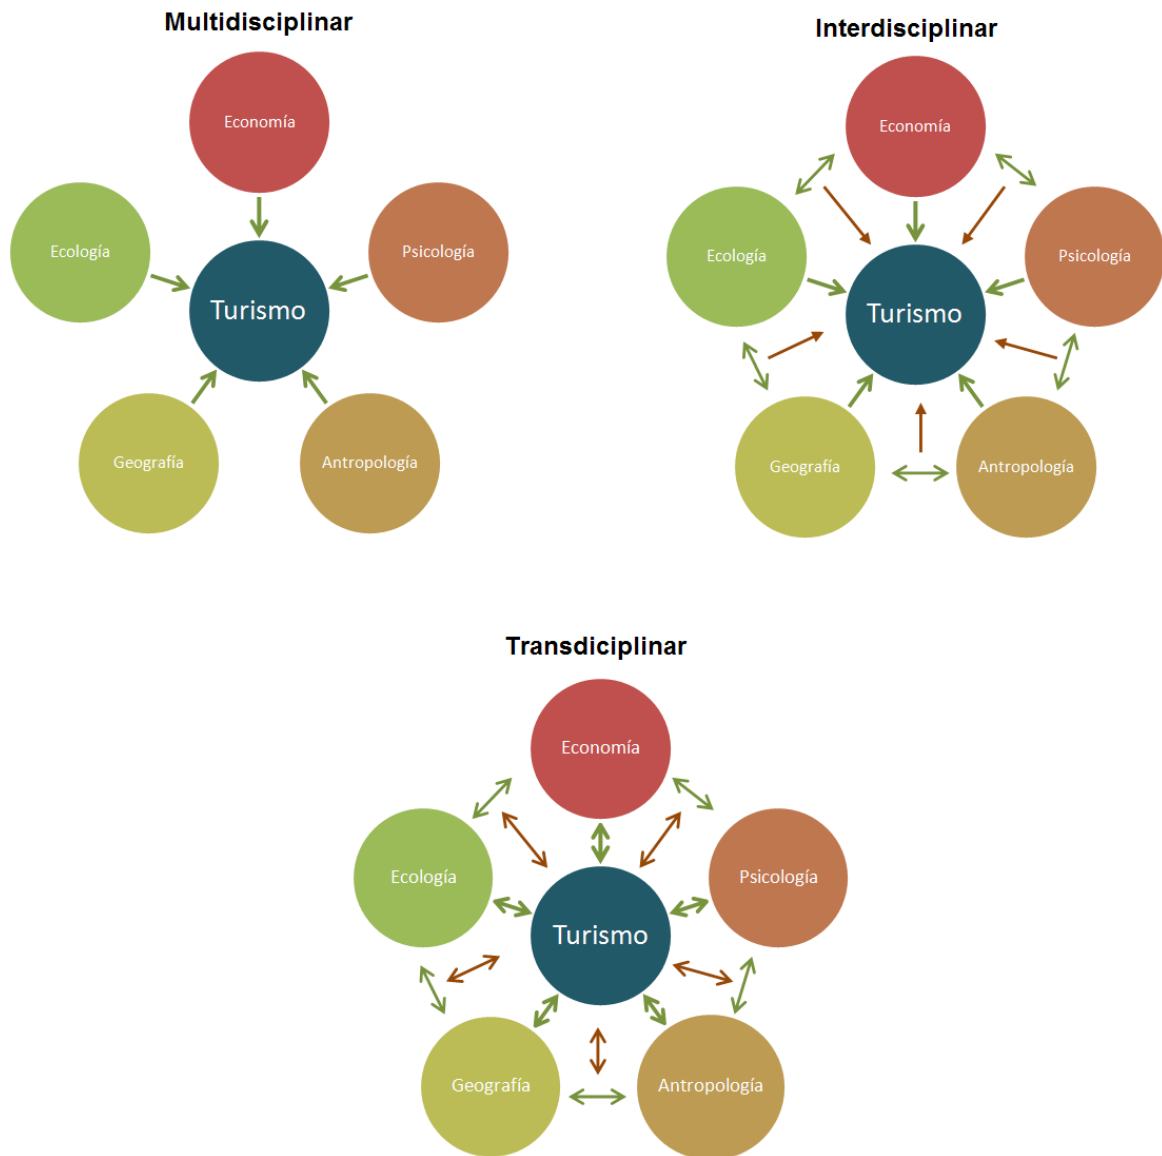 Multidisciplinar
Economía
Ecología
Psicología
Turismo
Geografía
Antropología
Interdisciplinar
Economía
Ecología
Psicología
Turismo
Geografía
Antropología
Transdiciplinar
Economía
Ecología
Psicología
Turismo
Geografía
Antropología